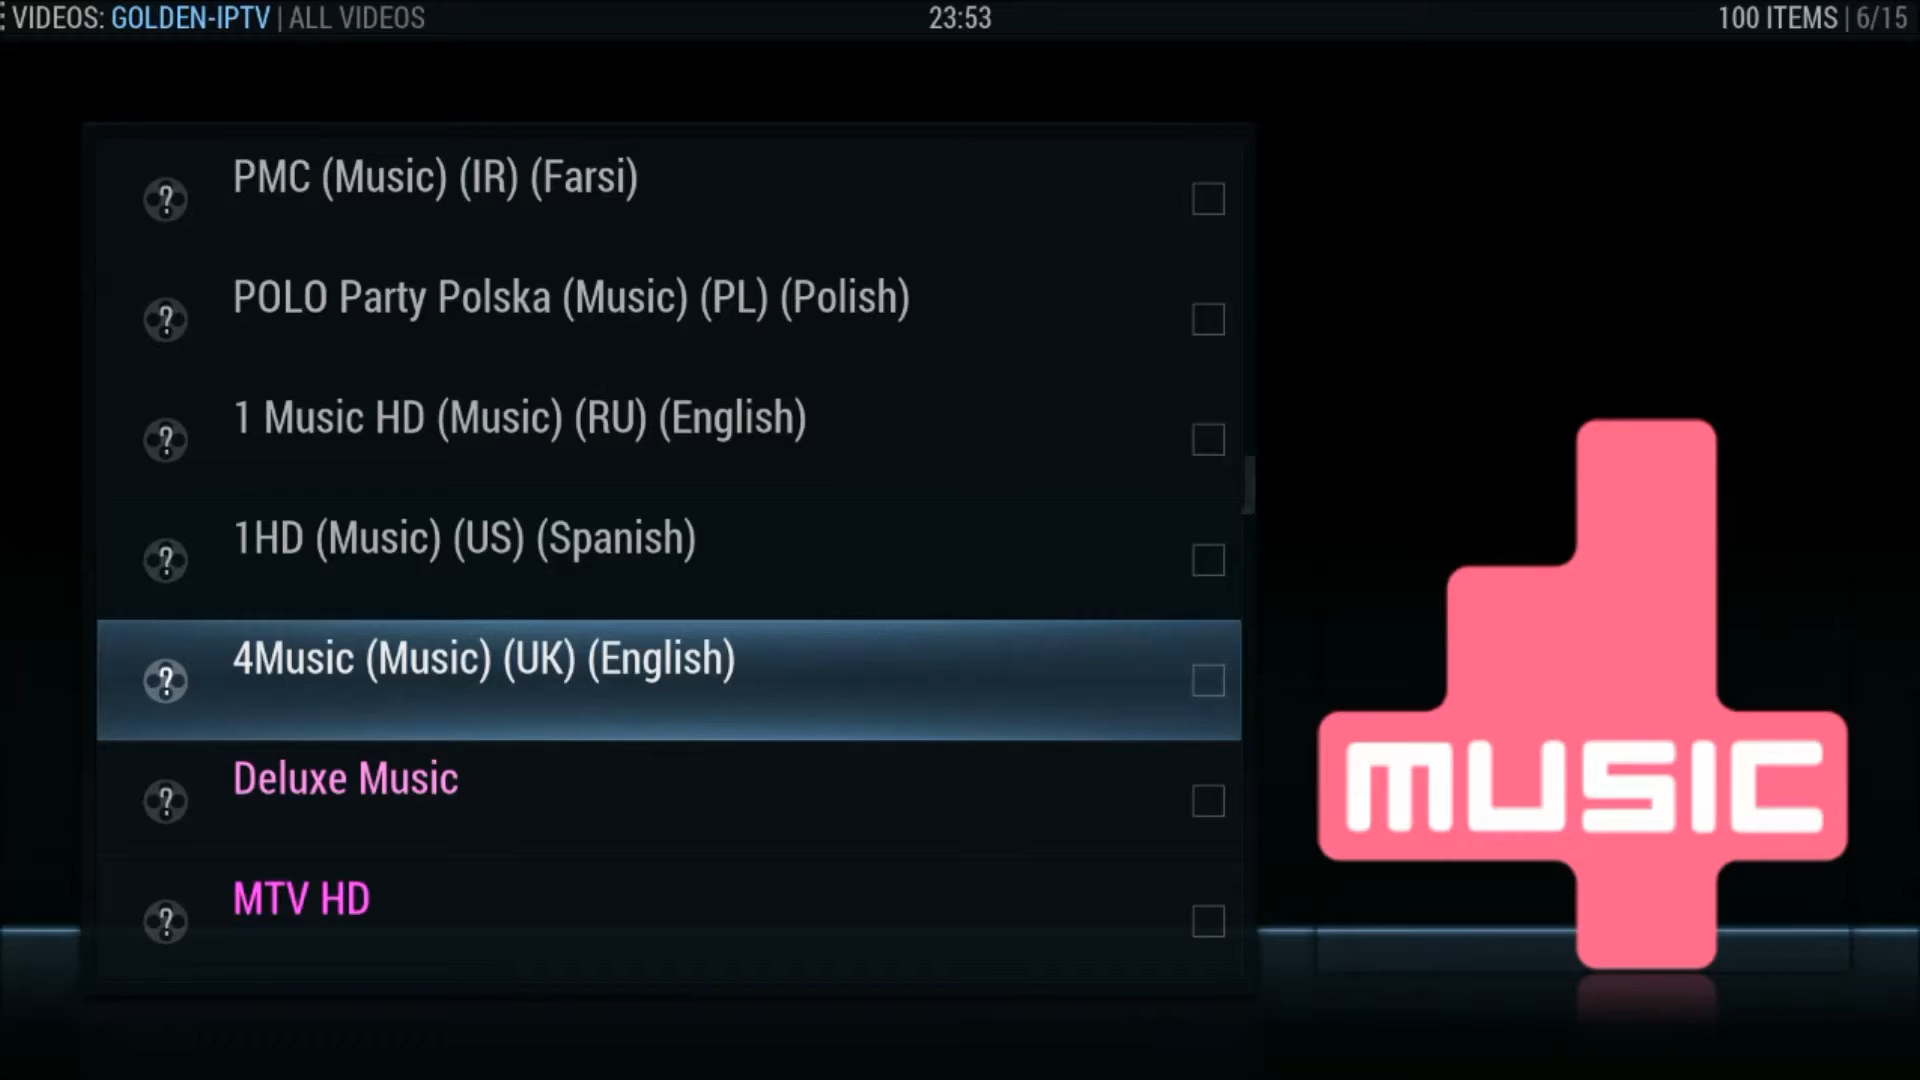 VIDEOS: GOLDEN-IPTV | ALL VIDEOS
23:53
100 ITEMS | 6/15
PMC (Music) (IR) (Farsi)
POLO Party Polska (Music) (PL) (Polish)
1 Music HD (Music) (RU) (English)
1HD (Music) (US) (Spanish)
4Music (Music) (UK) (English)
Deluxe Music
MTV HD
MUSIC